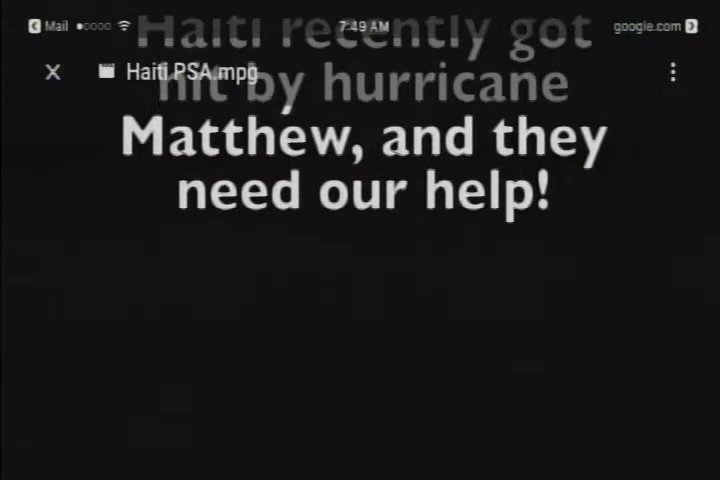 Mail 7:49 AM google.com
Haiti recently got
X Haiti PSA.mpg
hit by hurricane
Matthew, and they
need our help!